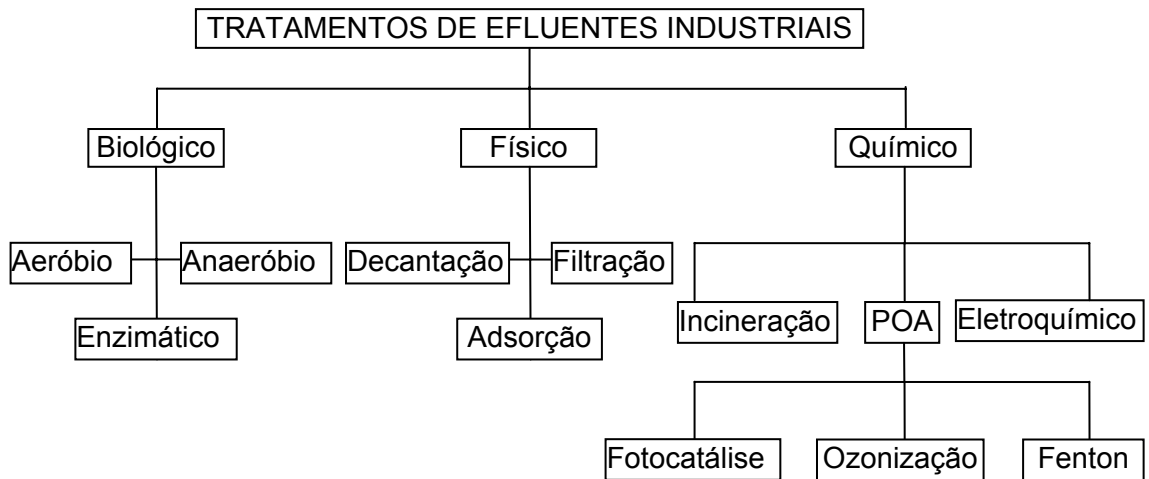 TRATAMENTOS DE EFLUENTES INDUSTRIAIS
Biológico
Físico
Químico
Aeróbio
Anaeróbio
Decantação
Filtração
Enzimático
Adsorção
Incineração
POA
Eletroquímico
Fotocatálise
Ozonização
Fenton